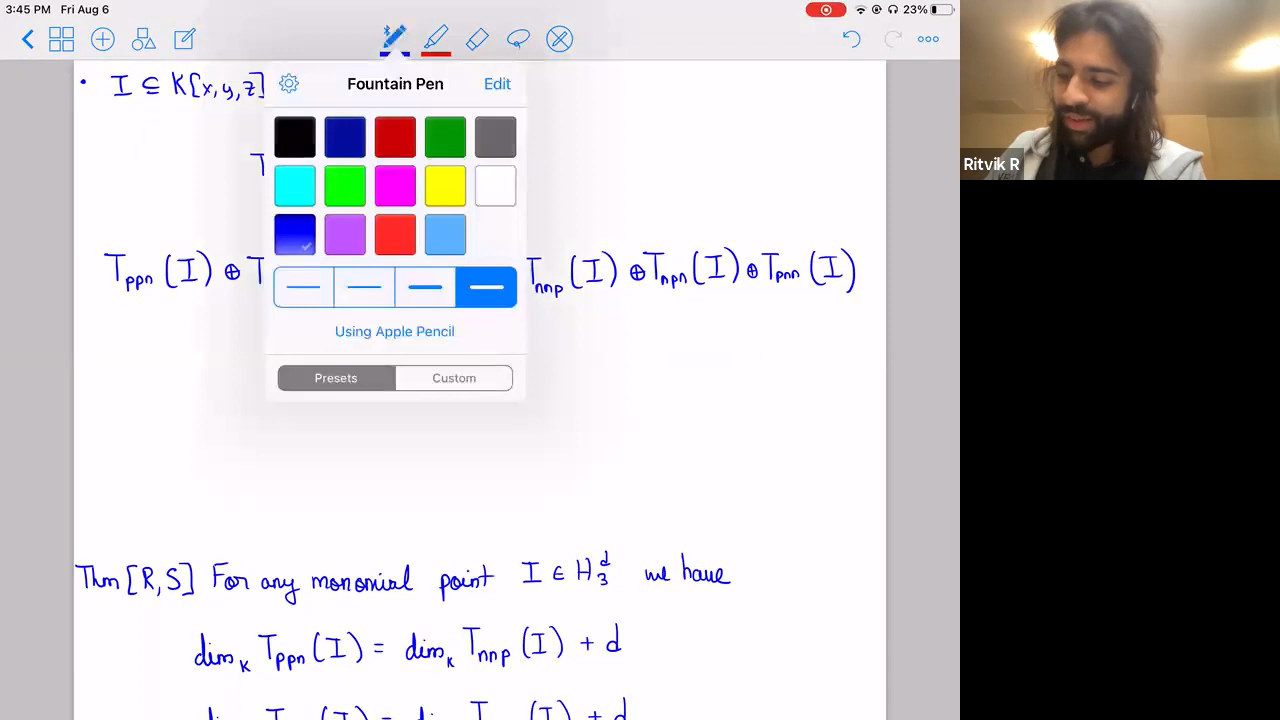 3:45 PM Fri Aug 6
23%
Fountain Pen
Edit
Using Apple Pencil
Presets
Custom
Ritvik R
• I ⊆ K[x,y,z]
T
T_ppn (I) ⊕ T T_nnp (I) ⊕ T_npn (I) ⊕ T_pnn (I)
Thm [R,S] For any monomial point I ∈ H_3^d we have
dim_K T_ppn (I) = dim_K T_nnp (I) + d